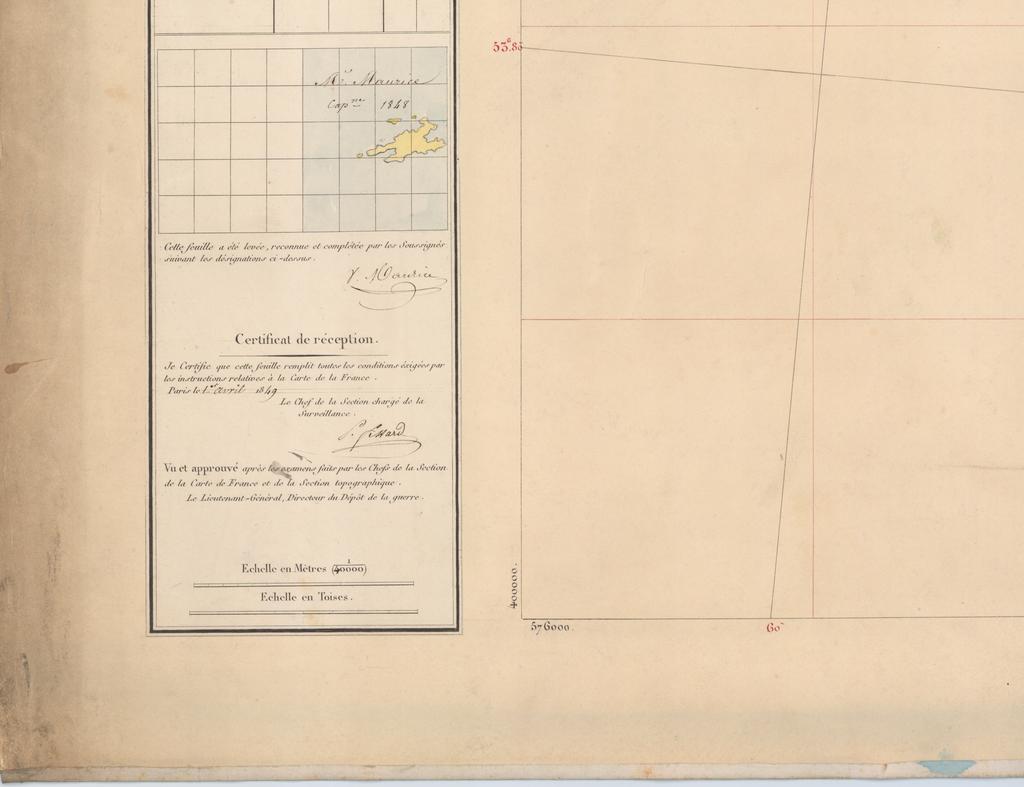 Mr. Maurice
Capne 1848
Cette feuille a été levée, reconnue et complétée par les Soussignés
suivant les désignations ci-dessus.
Maurice
Certificat de réception.
Je Certifie que cette feuille remplit toutes les conditions éxigées par
les instructions relatives à la Carte de la France.
Paris le 1er avril 1849
Le Chef de la Section chargé de la
Surveillance.
Vu et approuvé après les examens faits par les Chefs de la Section
de la Carte de France et de la Section topographique.
Le Lieutenant-Général, Directeur du Dépôt de la guerre.
Echelle en Mètres (1/40000)
Echelle en Toises.
53G.85
400000.
576000.
60`